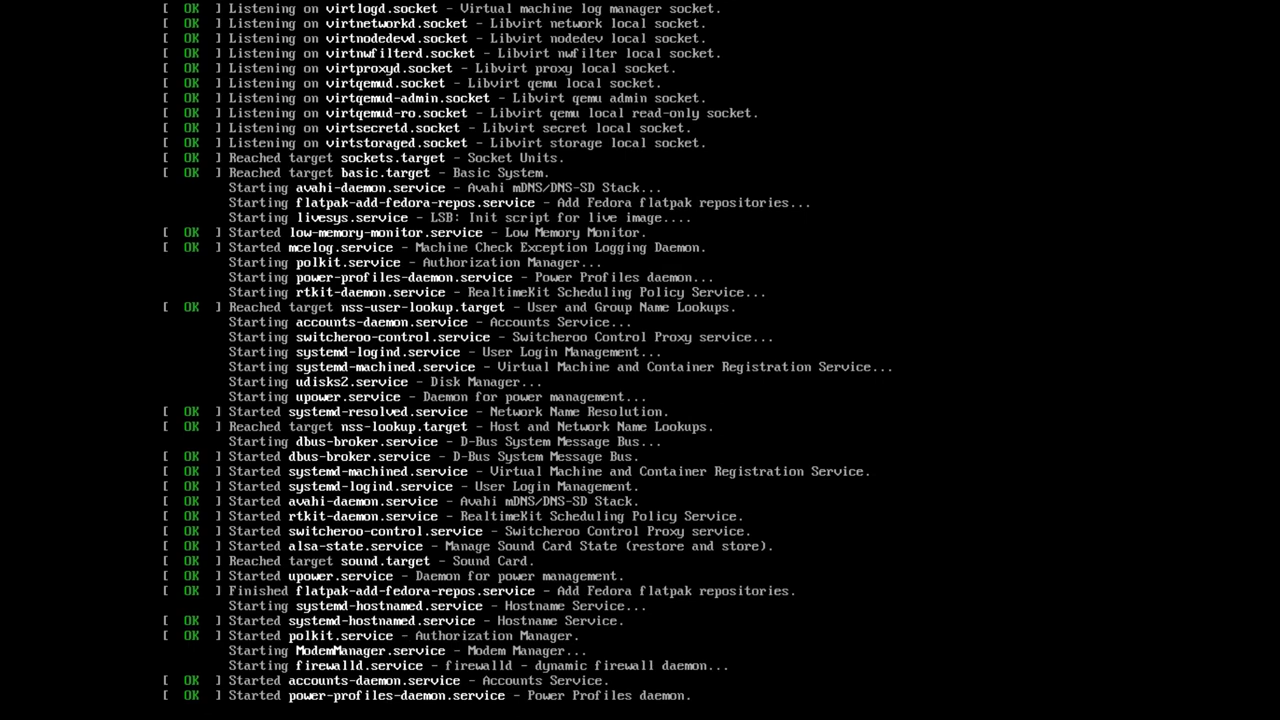 [  OK  ] Listening on virtlogd.socket - Virtual machine log manager socket.
[  OK  ] Listening on virtnetworkd.socket - Libvirt network local socket.
[  OK  ] Listening on virtnodedevd.socket - Libvirt nodedev local socket.
[  OK  ] Listening on virtnwfilterd.socket - Libvirt nwfilter local socket.
[  OK  ] Listening on virtproxyd.socket - Libvirt proxy local socket.
[  OK  ] Listening on virtqemud.socket - Libvirt qemu local socket.
[  OK  ] Listening on virtqemud-admin.socket - Libvirt qemu admin socket.
[  OK  ] Listening on virtqemud-ro.socket - Libvirt qemu local read-only socket.
[  OK  ] Listening on virtsecretd.socket - Libvirt secret local socket.
[  OK  ] Listening on virtstoraged.socket - Libvirt storage local socket.
[  OK  ] Reached target sockets.target - Socket Units.
[  OK  ] Reached target basic.target - Basic System.
Starting avahi-daemon.service - Avahi mDNS/DNS-SD Stack...
Starting flatpak-add-fedora-repos.service - Add Fedora flatpak repositories...
Starting livesys.service - LSB: Init script for live image....
[  OK  ] Started low-memory-monitor.service - Low Memory Monitor.
[  OK  ] Started mcelog.service - Machine Check Exception Logging Daemon.
Starting polkit.service - Authorization Manager...
Starting power-profiles-daemon.service - Power Profiles daemon...
Starting rtkit-daemon.service - RealtimeKit Scheduling Policy Service...
[  OK  ] Reached target nss-user-lookup.target - User and Group Name Lookups.
Starting accounts-daemon.service - Accounts Service...
Starting switcheroo-control.service - Switcheroo Control Proxy service...
Starting systemd-logind.service - User Login Management...
Starting systemd-machined.service - Virtual Machine and Container Registration Service...
Starting udisks2.service - Disk Manager...
Starting upower.service - Daemon for power management...
[  OK  ] Started systemd-resolved.service - Network Name Resolution.
[  OK  ] Reached target nss-lookup.target - Host and Network Name Lookups.
Starting dbus-broker.service - D-Bus System Message Bus...
[  OK  ] Started dbus-broker.service - D-Bus System Message Bus.
[  OK  ] Started systemd-machined.service - Virtual Machine and Container Registration Service.
[  OK  ] Started systemd-logind.service - User Login Management.
[  OK  ] Started avahi-daemon.service - Avahi mDNS/DNS-SD Stack.
[  OK  ] Started rtkit-daemon.service - RealtimeKit Scheduling Policy Service.
[  OK  ] Started switcheroo-control.service - Switcheroo Control Proxy service.
[  OK  ] Started alsa-state.service - Manage Sound Card State (restore and store).
[  OK  ] Reached target sound.target - Sound Card.
[  OK  ] Started upower.service - Daemon for power management.
[  OK  ] Finished flatpak-add-fedora-repos.service - Add Fedora flatpak repositories.
Starting systemd-hostnamed.service - Hostname Service...
[  OK  ] Started systemd-hostnamed.service - Hostname Service.
[  OK  ] Started polkit.service - Authorization Manager.
Starting ModemManager.service - Modem Manager...
Starting firewalld.service - firewalld - dynamic firewall daemon...
[  OK  ] Started accounts-daemon.service - Accounts Service.
[  OK  ] Started power-profiles-daemon.service - Power Profiles daemon.